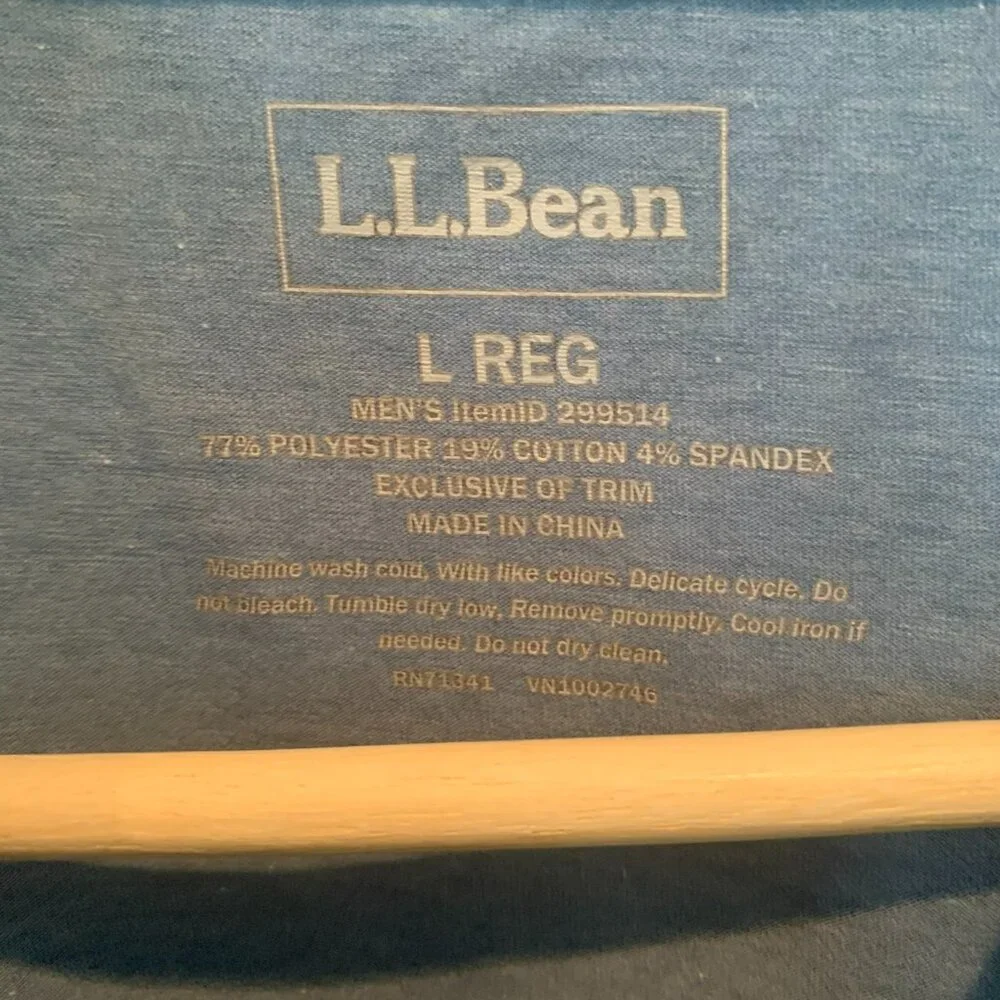 L.L.Bean
L REG
MEN'S ItemID 299514
77% POLYESTER 19% COTTON 4% SPANDEX
EXCLUSIVE OF TRIM
MADE IN CHINA
Machine wash cold, With like colors. Delicate cycle. Do
not bleach. Tumble dry low, Remove promptly. Cool iron if
needed. Do not dry clean.
RN71341 VN1002746